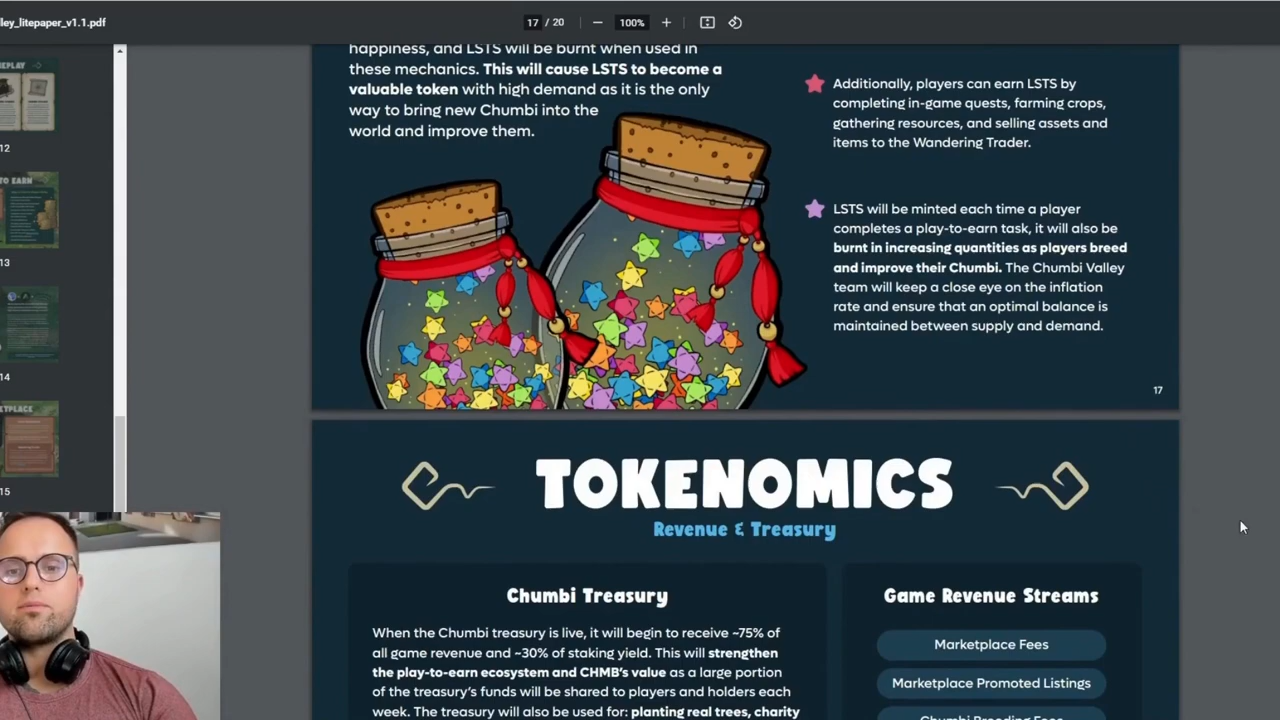 ley_litepaper_v1.1.pdf
17 / 20
100%
12
13
14
15
happiness, and LSTS will be burnt when used in
these mechanics. This will cause LSTS to become a
valuable token with high demand as it is the only
way to bring new Chumbi into the
world and improve them.
Additionally, players can earn LSTS by
completing in-game quests, farming crops,
gathering resources, and selling assets and
items to the Wandering Trader.
LSTS will be minted each time a player
completes a play-to-earn task, it will also be
burnt in increasing quantities as players breed
and improve their Chumbi. The Chumbi Valley
team will keep a close eye on the inflation
rate and ensure that an optimal balance is
maintained between supply and demand.
17
TOKENOMICS
Revenue & Treasury
Chumbi Treasury
When the Chumbi treasury is live, it will begin to receive ~75% of
all game revenue and ~30% of staking yield. This will strengthen
the play-to-earn ecosystem and CHMB's value as a large portion
of the treasury's funds will be shared to players and holders each
week. The treasury will also be used for: planting real trees, charity
Game Revenue Streams
Marketplace Fees
Marketplace Promoted Listings
Chumbi Breeding Fees